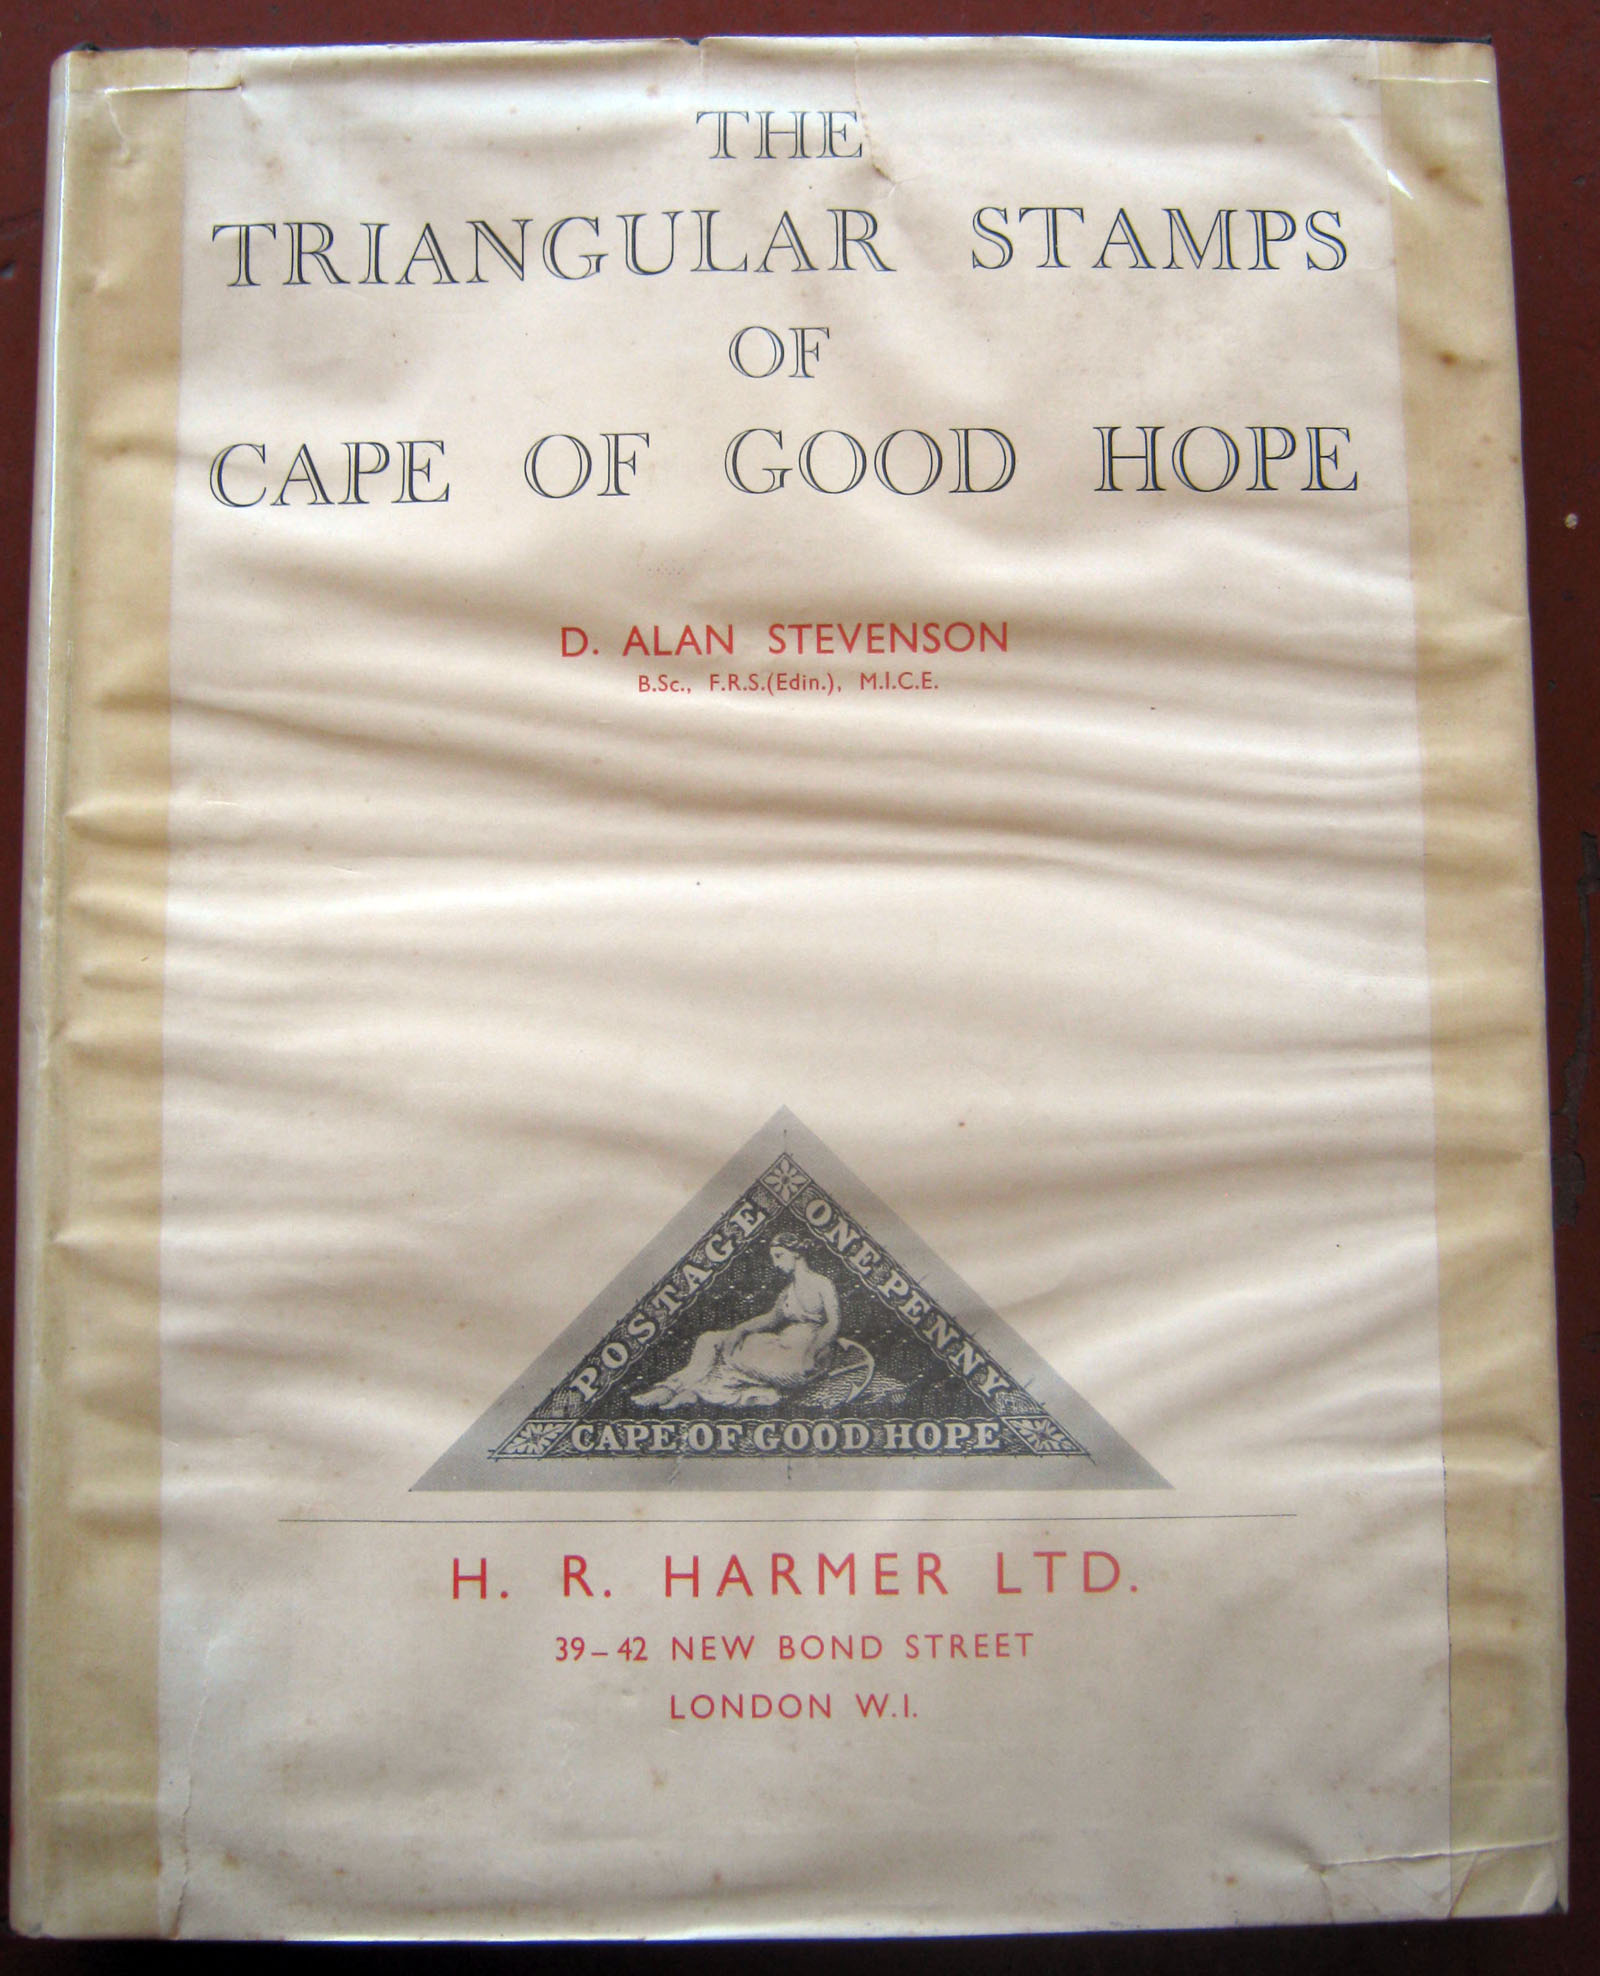 THE
TRIANGULAR STAMPS
OF
CAPE OF GOOD HOPE
D. ALAN STEVENSON
B.Sc., F.R.S.(Edin.), M.I.C.E.
POSTAGE
ONE PENNY
CAPE OF GOOD HOPE
H. R. HARMER LTD.
39–42 NEW BOND STREET
LONDON W.1.